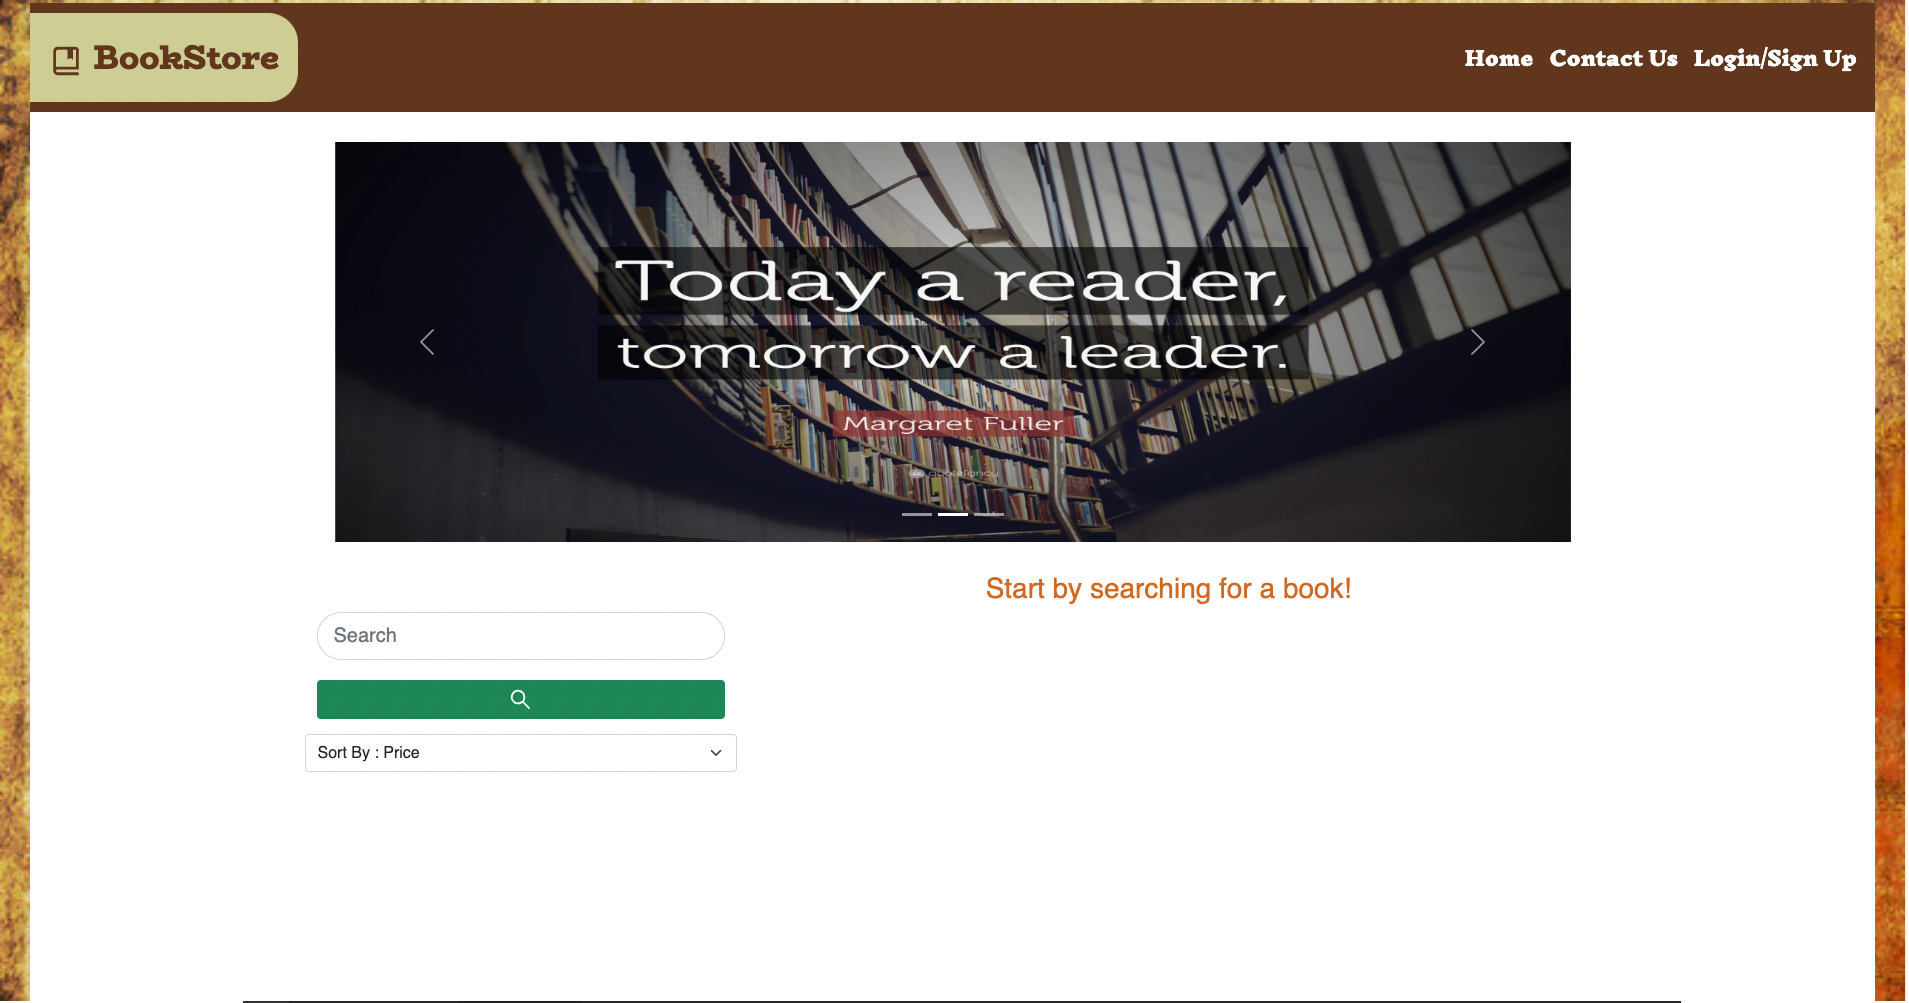 BookStore
Home Contact Us Login/Sign Up
Today a reader,
tomorrow a leader.
Margaret Fuller
quotefancy
Start by searching for a book!
Search
Sort By : Price